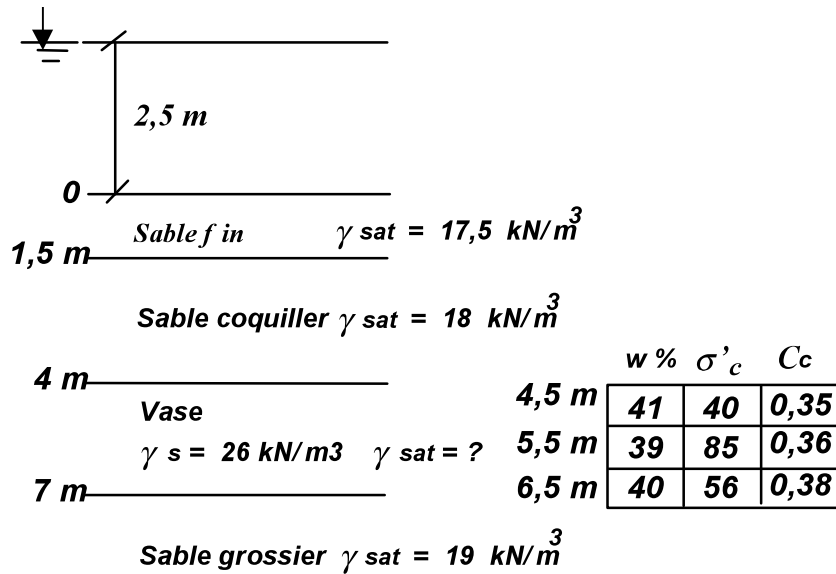 2,5 m
0
Sable fin γ sat = 17,5 kN/m³
1,5 m
Sable coquiller γ sat = 18 kN/m³
w % σ'c Cc
4 m
4,5 m 41 40 0,35
Vase
γ s = 26 kN/m3 γ sat = ?
5,5 m 39 85 0,36
6,5 m 40 56 0,38
7 m
Sable grossier γ sat = 19 kN/m³